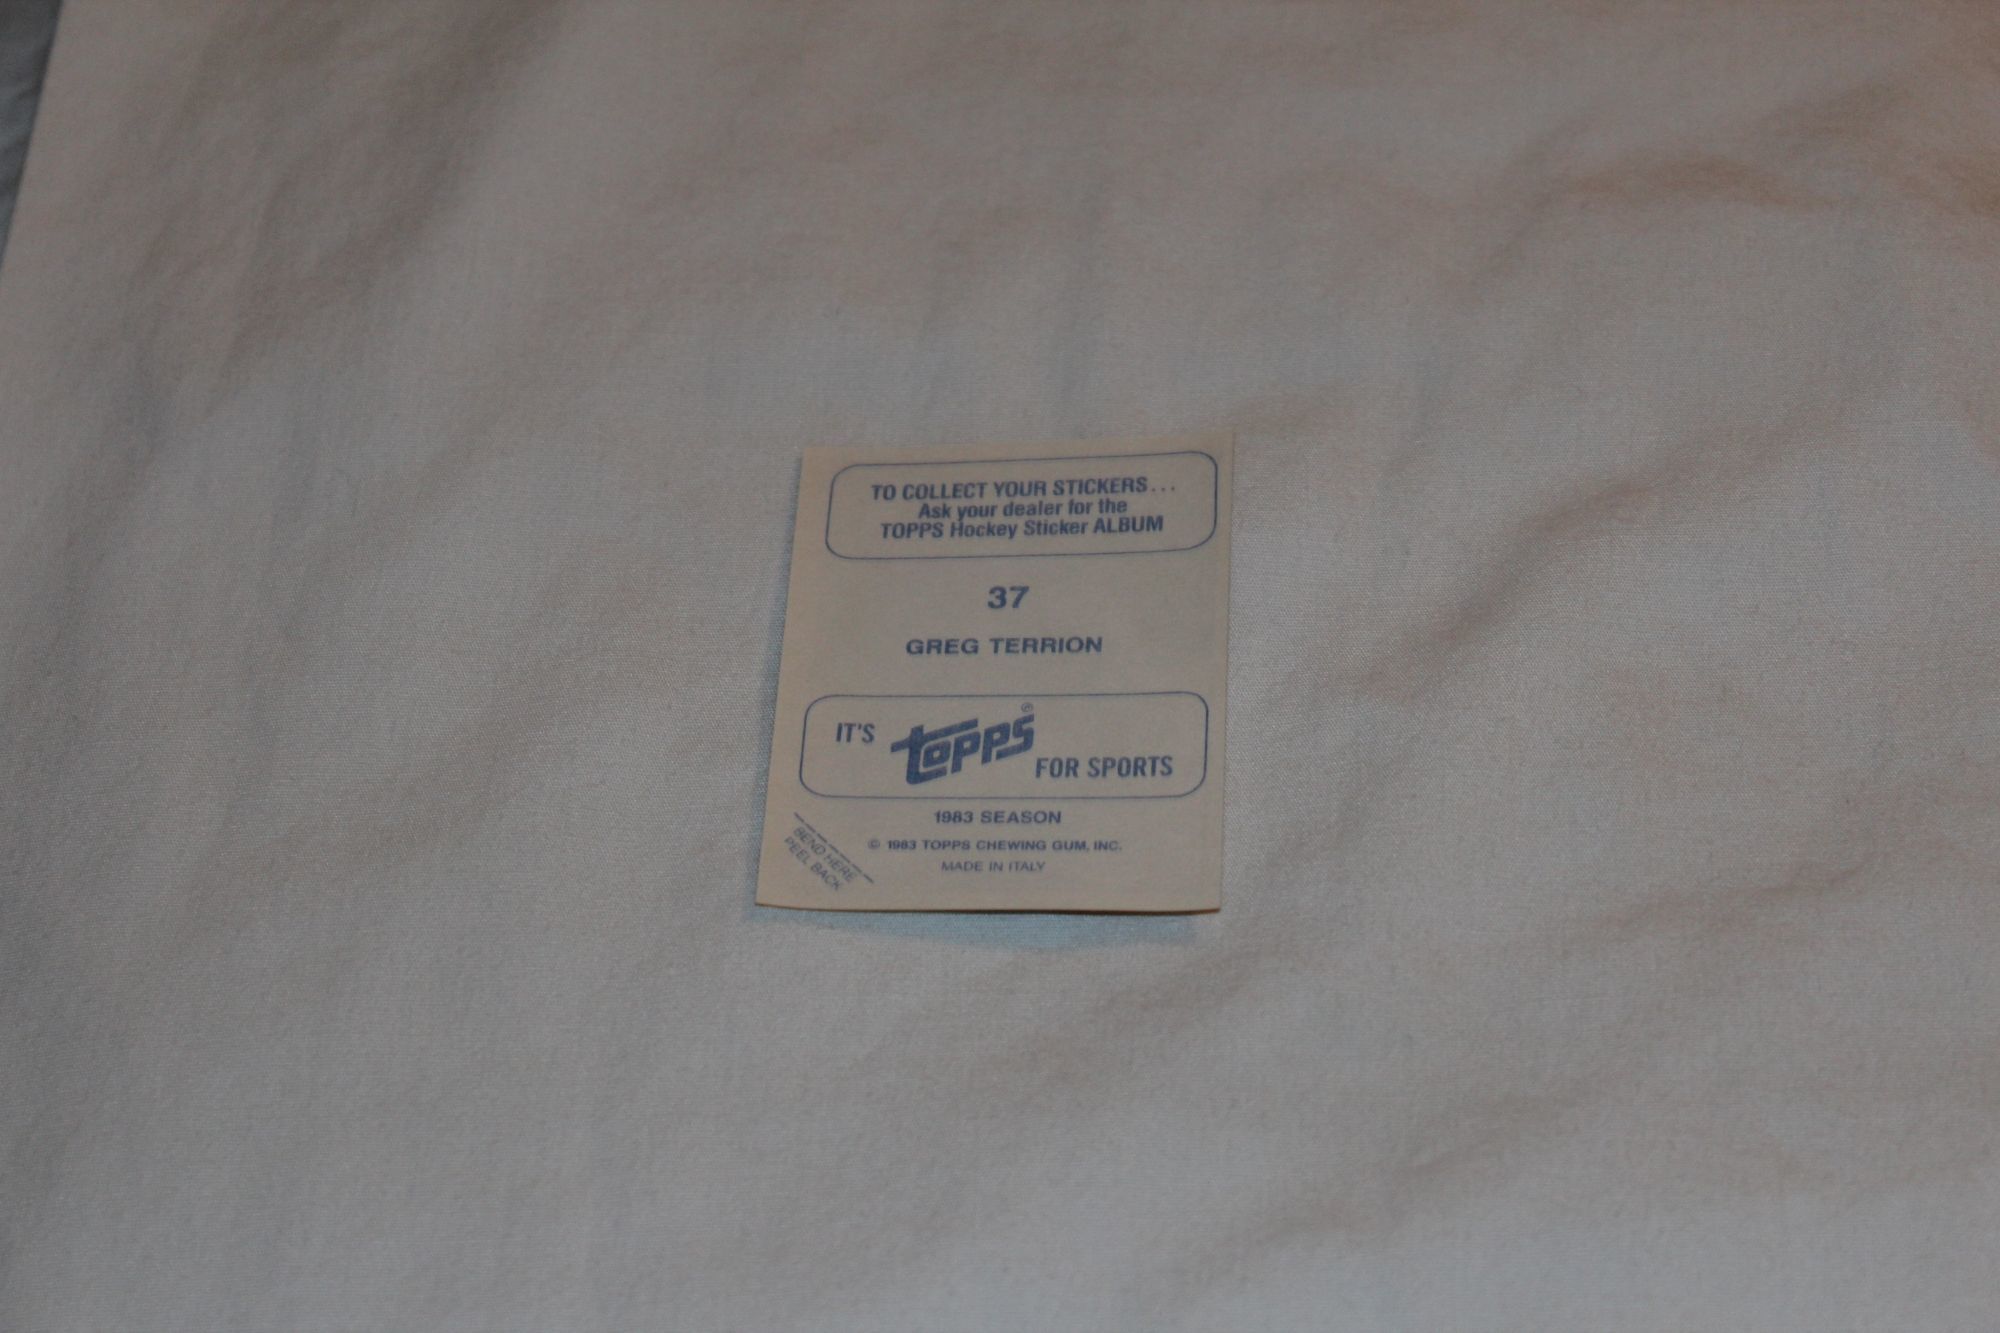 TO COLLECT YOUR STICKERS...
Ask your dealer for the
TOPPS Hockey Sticker ALBUM
37
GREG TERRION
IT'S topps® FOR SPORTS
1983 SEASON
© 1983 TOPPS CHEWING GUM, INC.
MADE IN ITALY
BEND HERE
PEEL BACK